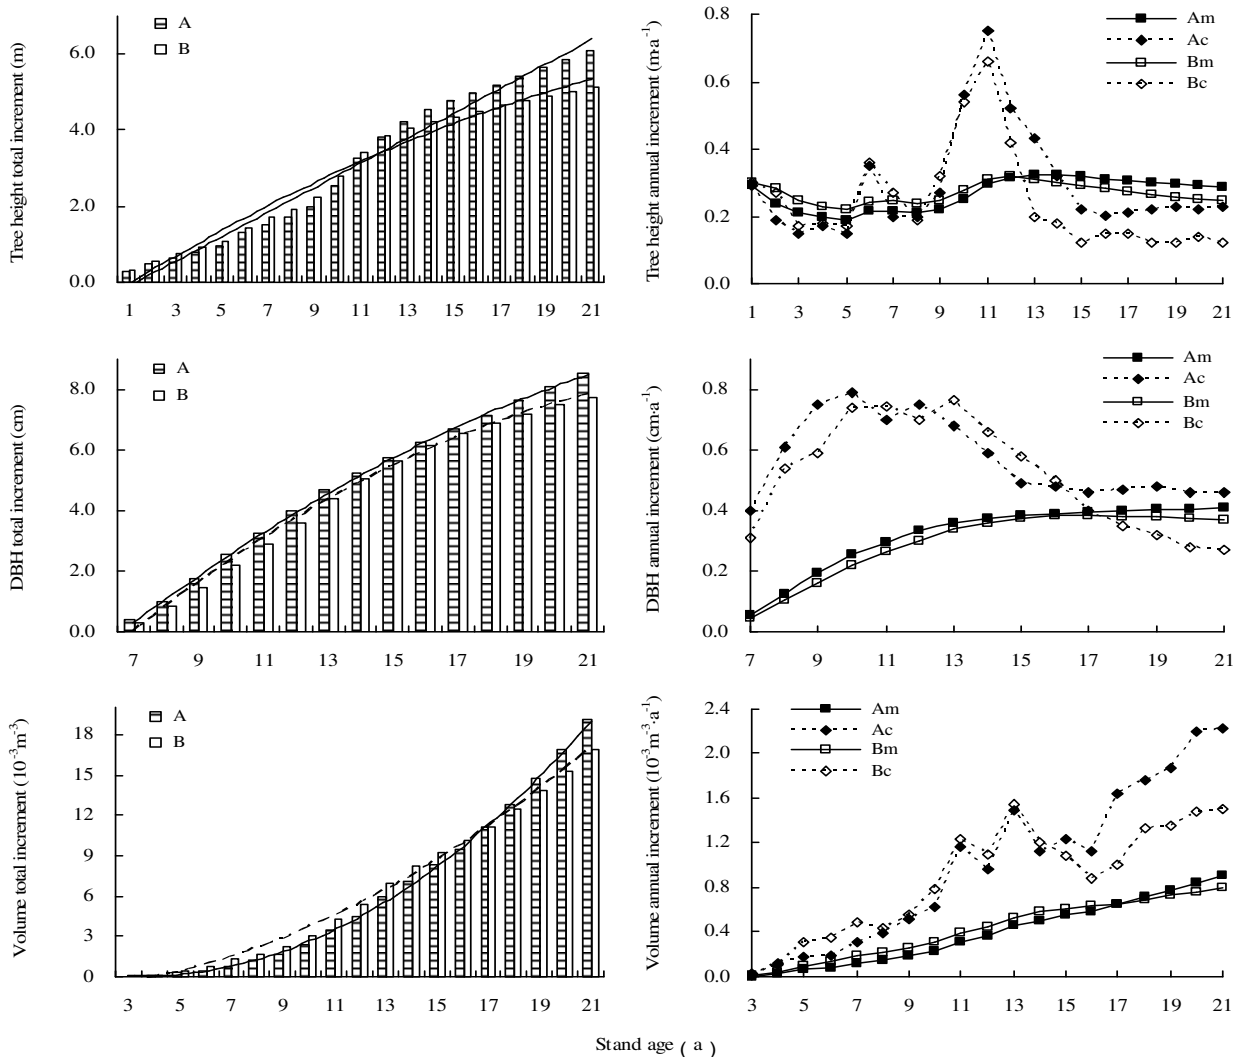 Tree height total increment (m)
A
B
6.0
4.0
2.0
0.0
1 3 5 7 9 11 13 15 17 19 21
Tree height annual increment (m·a⁻¹)
Am
Ac
Bm
Bc
0.8
0.6
0.4
0.2
0.0
1 3 5 7 9 11 13 15 17 19 21
DBH total increment (cm)
A
B
8.0
6.0
4.0
2.0
0.0
7 9 11 13 15 17 19 21
DBH annual increment (cm·a⁻¹)
Am
Ac
Bm
Bc
0.8
0.6
0.4
0.2
0.0
7 9 11 13 15 17 19 21
Volume total increment (10⁻³m⁻³)
A
B
18
15
12
9
6
3
0
3 5 7 9 11 13 15 17 19 21
Volume annual increment (10⁻³m⁻³·a⁻¹)
Am
Ac
Bm
Bc
2.4
2.0
1.6
1.2
0.8
0.4
0.0
3 5 7 9 11 13 15 17 19 21
Stand age ( a )